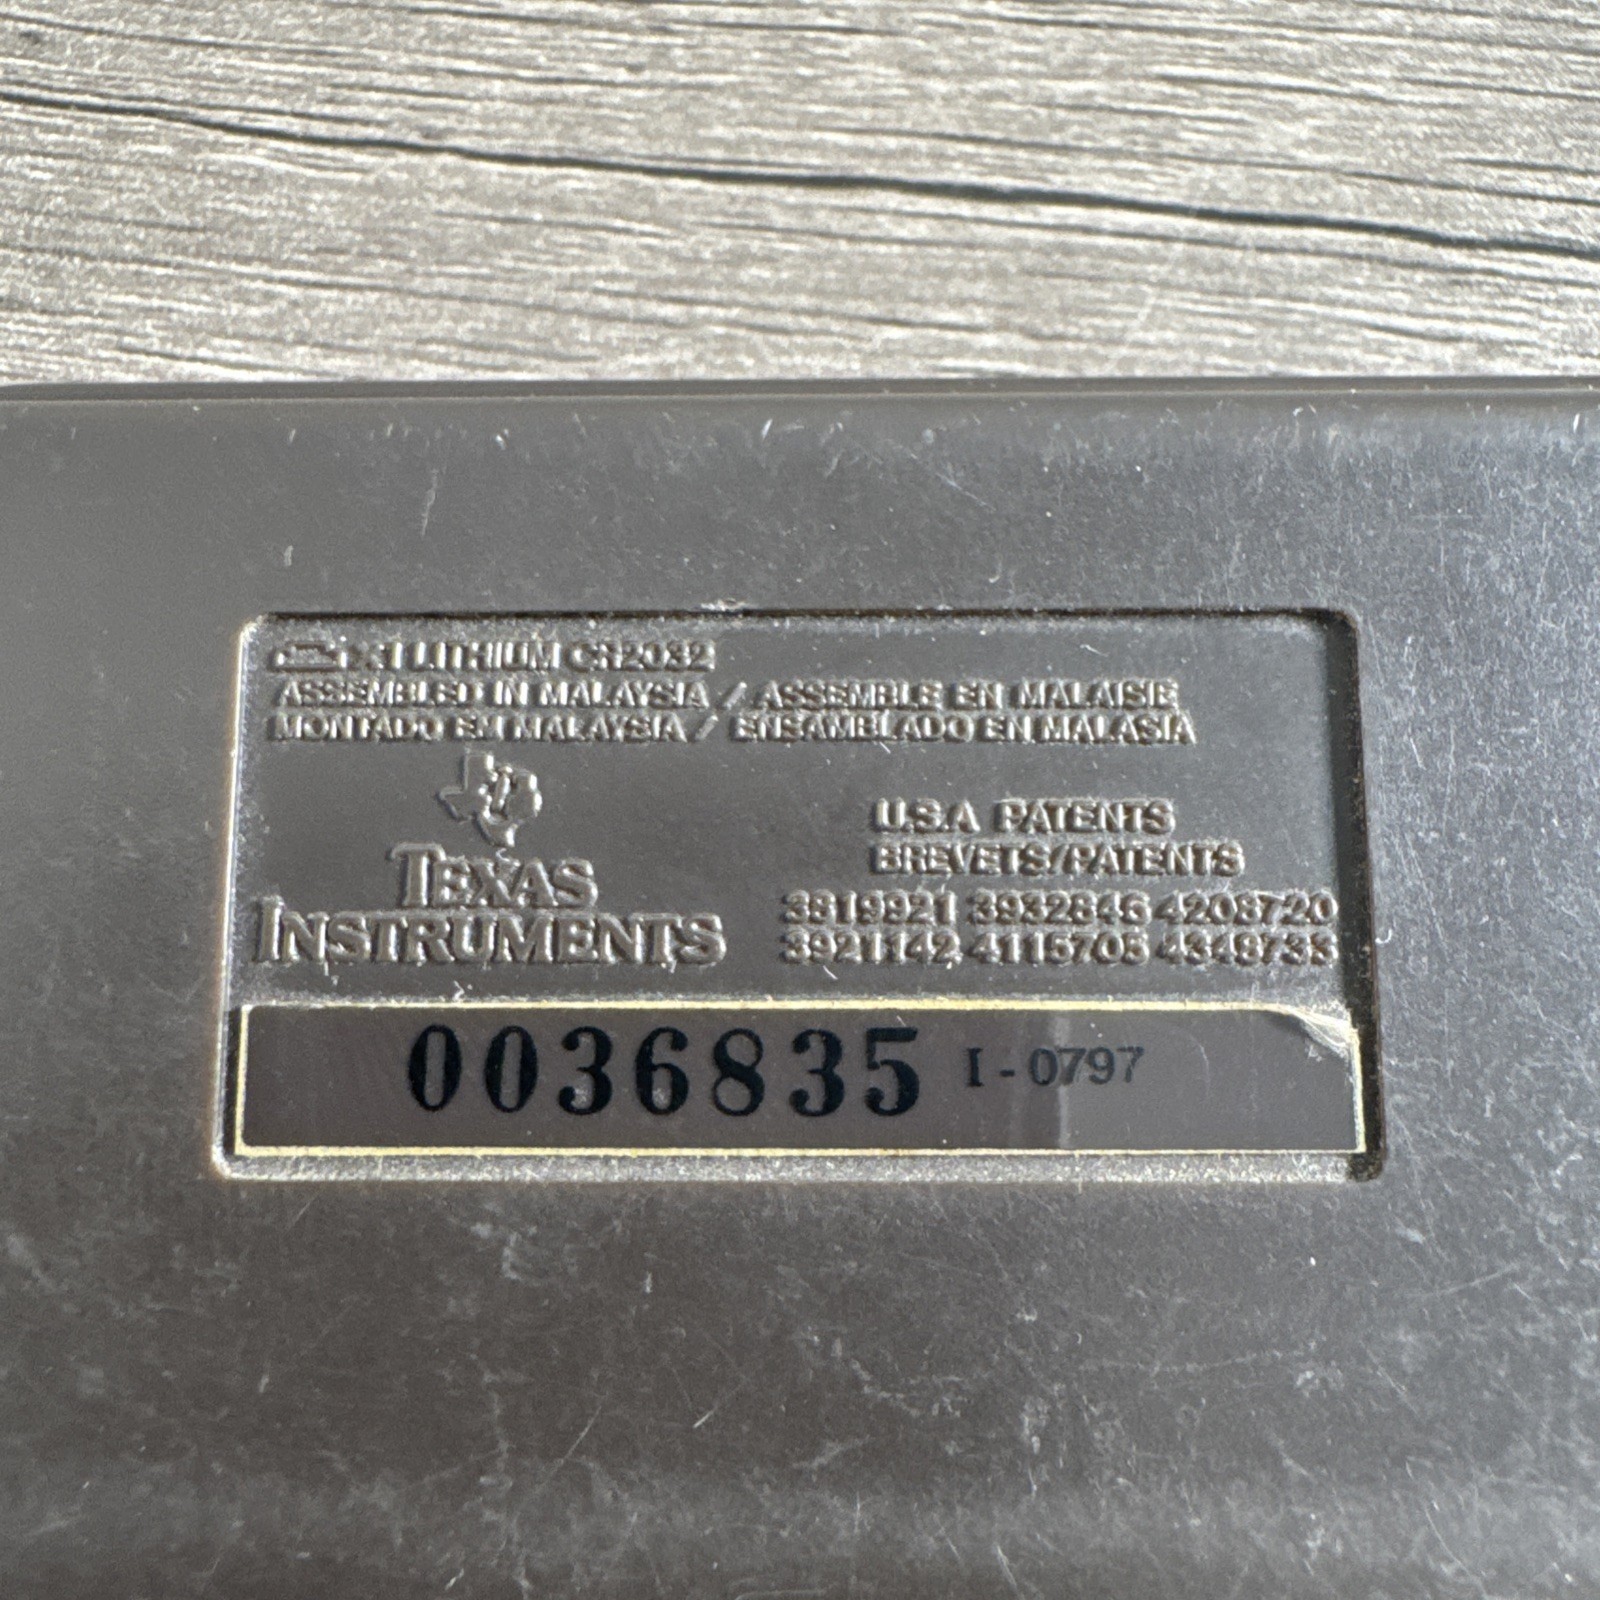 x1 LITHIUM CR2032
ASSEMBLED IN MALAYSIA / ASSEMBLE EN MALAISIE
MONTADO EM MALAYSIA / ENSAMBLADO EN MALASIA
TEXAS
INSTRUMENTS
U.S.A PATENTS
BREVETS/PATENTS
3819921 3932846 4208720
3921142 4115705 4348733
0036835 I-0797